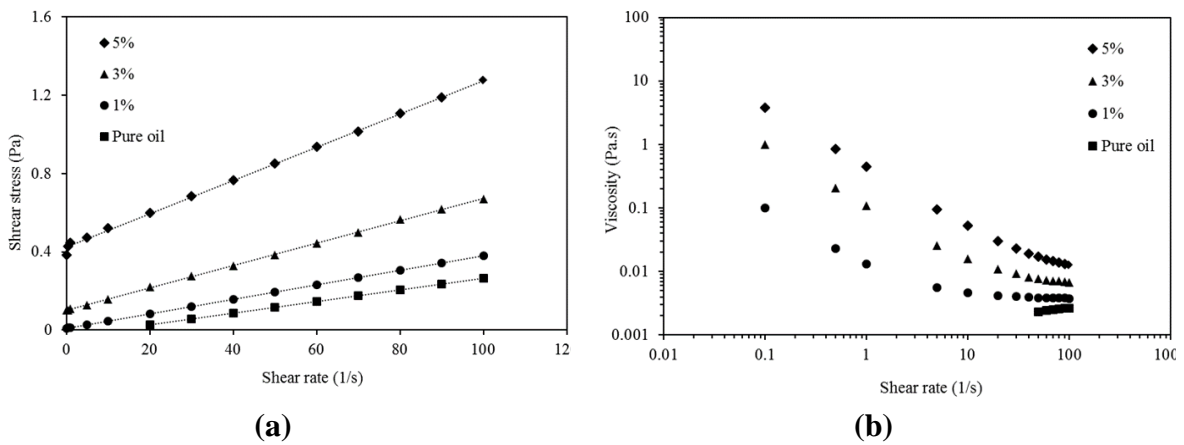 1.6
1.2
0.8
0.4
0
Shrear stress (Pa)
5%
3%
1%
Pure oil
0 20 40 60 80 100 12
Shear rate (1/s)
(a)
100
10
1
0.1
0.01
0.001
Viscosity (Pa.s)
5%
3%
1%
Pure oil
0.01 0.1 1 10 100 100
Shear rate (1/s)
(b)